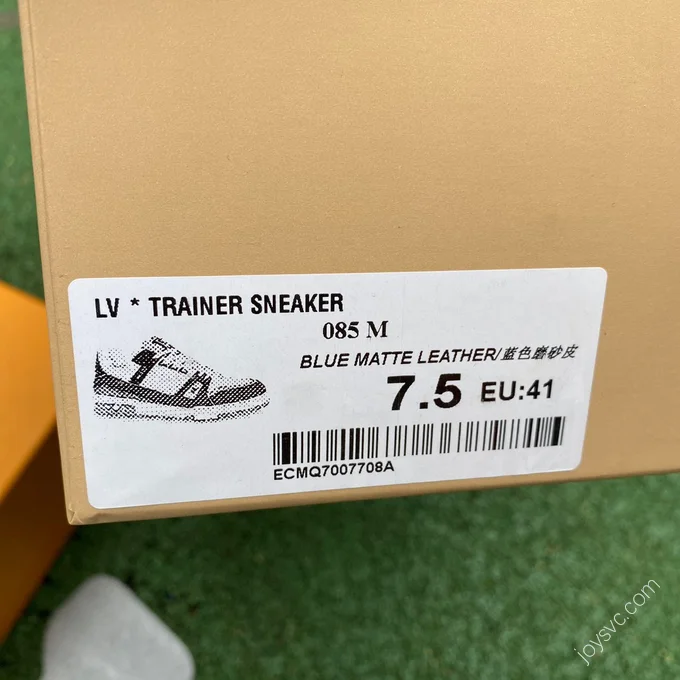 LV * TRAINER SNEAKER
085 M
BLUE MATTE LEATHER/蓝色磨砂皮
7.5 EU:41
ECMQ7007708A
joysvc.com